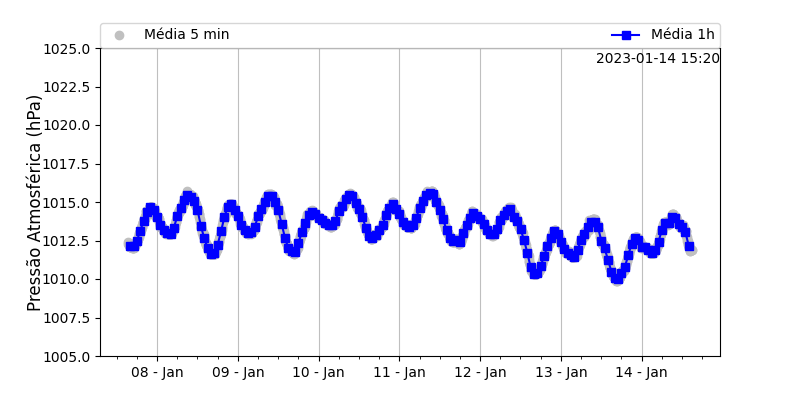 Média 5 min
Média 1h
2023-01-14 15:20
Pressão Atmosférica (hPa)
1025.0
1022.5
1020.0
1017.5
1015.0
1012.5
1010.0
1007.5
1005.0
08 - Jan
09 - Jan
10 - Jan
11 - Jan
12 - Jan
13 - Jan
14 - Jan